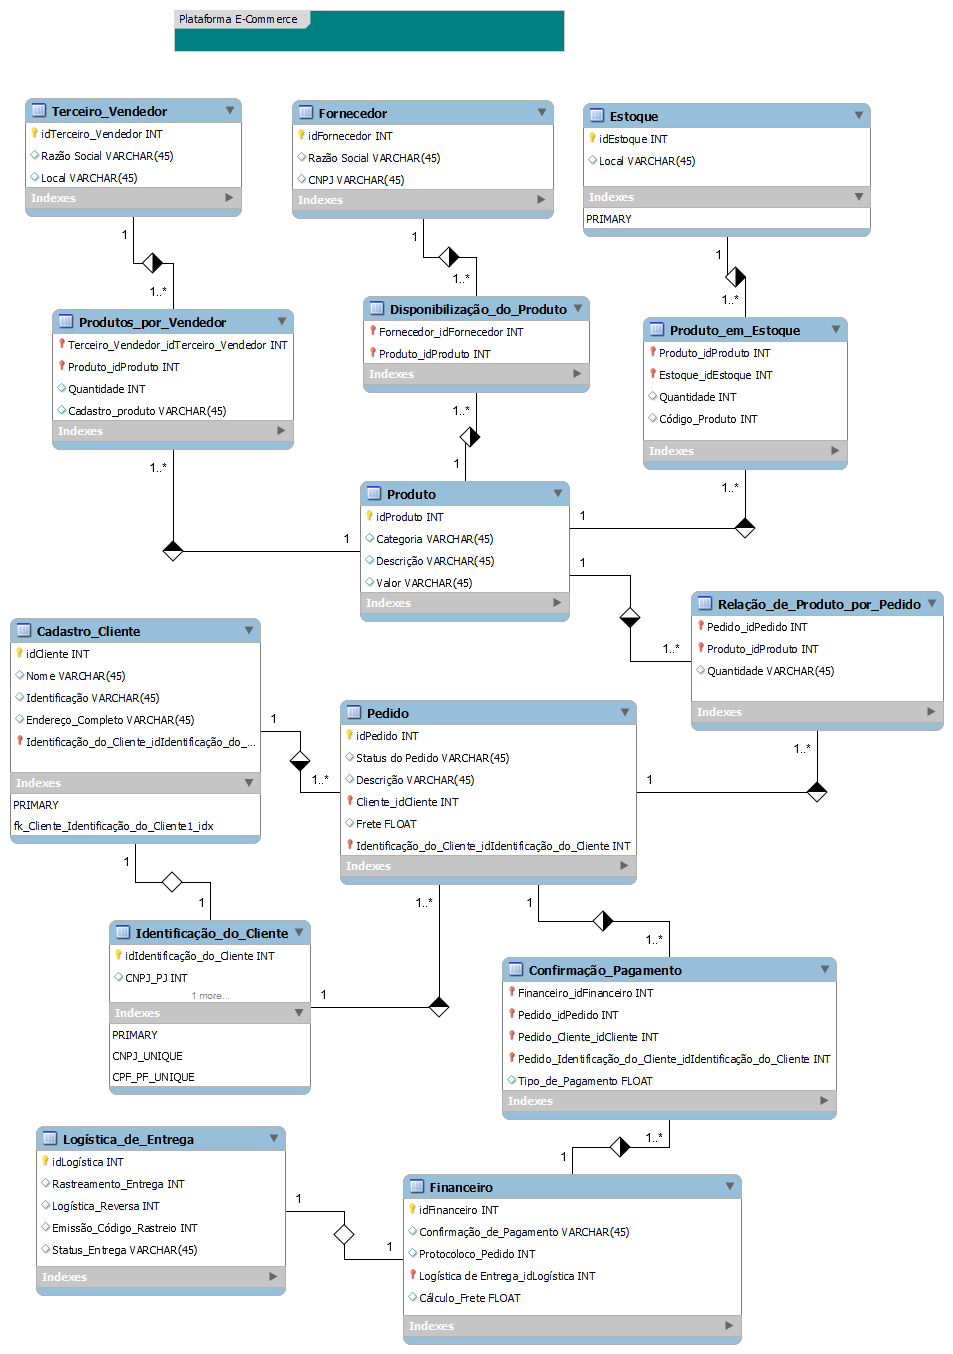 Plataforma E-Commerce
Terceiro_Vendedor
idTerceiro_Vendedor INT
Razão Social VARCHAR(45)
Local VARCHAR(45)
Indexes
Fornecedor
idFornecedor INT
Razão Social VARCHAR(45)
CNPJ VARCHAR(45)
Indexes
Estoque
idEstoque INT
Local VARCHAR(45)
Indexes
PRIMARY
1
1..*
1
1..*
1
1..*
Produtos_por_Vendedor
Terceiro_Vendedor_idTerceiro_Vendedor INT
Produto_idProduto INT
Quantidade INT
Cadastro_produto VARCHAR(45)
Indexes
Disponibilização_do_Produto
Fornecedor_idFornecedor INT
Produto_idProduto INT
Indexes
Produto_em_Estoque
Produto_idProduto INT
Estoque_idEstoque INT
Quantidade INT
Código_Produto INT
Indexes
1..*
1
1..*
1
1..*
1
Produto
idProduto INT
Categoria VARCHAR(45)
Descrição VARCHAR(45)
Valor VARCHAR(45)
Indexes
1
1..*
Relação_de_Produto_por_Pedido
Pedido_idPedido INT
Produto_idProduto INT
Quantidade VARCHAR(45)
Indexes
1..*
1
Cadastro_Cliente
idCliente INT
Nome VARCHAR(45)
Identificação VARCHAR(45)
Endereço_Completo VARCHAR(45)
Identificação_do_Cliente_idIdentificação_do_...
Indexes
PRIMARY
fk_Cliente_Identificação_do_Cliente1_idx
1
1..*
Pedido
idPedido INT
Status do Pedido VARCHAR(45)
Descrição VARCHAR(45)
Cliente_idCliente INT
Frete FLOAT
Identificação_do_Cliente_idIdentificação_do_Cliente INT
Indexes
1
1
Identificação_do_Cliente
idIdentificação_do_Cliente INT
CNPJ_PJ INT
1 more...
Indexes
PRIMARY
CNPJ_UNIQUE
CPF_PF_UNIQUE
1
1..*
1
1..*
Confirmação_Pagamento
Financeiro_idFinanceiro INT
Pedido_idPedido INT
Pedido_Cliente_idCliente INT
Pedido_Identificação_do_Cliente_idIdentificação_do_Cliente INT
Tipo_de_Pagamento FLOAT
Indexes
1..*
1
Logística_de_Entrega
idLogística INT
Rastreamento_Entrega INT
Logística_Reversa INT
Emissão_Código_Rastreio INT
Status_Entrega VARCHAR(45)
Indexes
1
1
Financeiro
idFinanceiro INT
Confirmação_de_Pagamento VARCHAR(45)
Protocoloco_Pedido INT
Logística de Entrega_idLogística INT
Cálculo_Frete FLOAT
Indexes